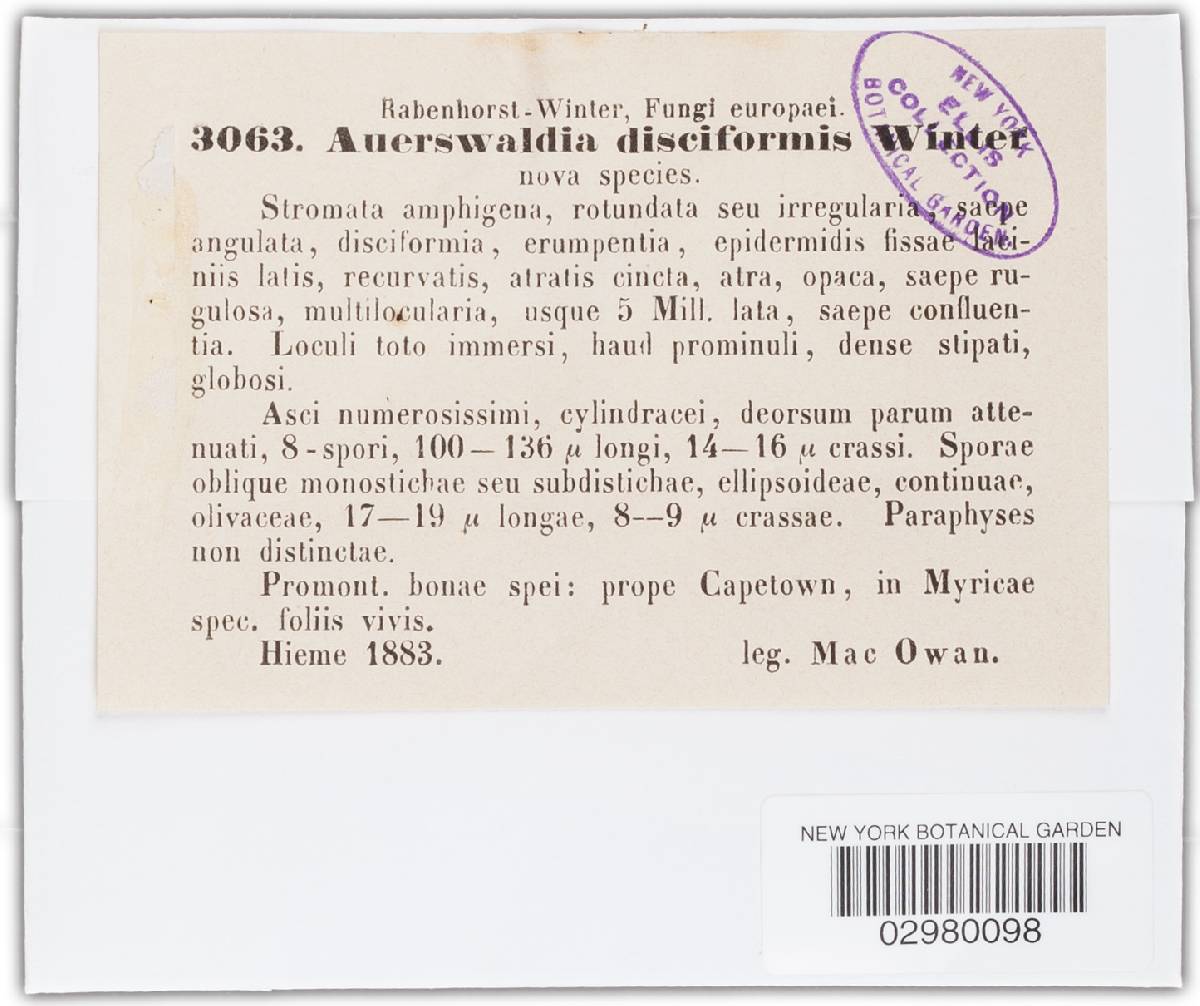 Rabenhorst-Winter, Fungi europaei.
3063. Auerswaldia disciformis Winter
nova species.
Stromata amphigena, rotundata seu irregularia, saepe
angulata, disciformia, erumpentia, epidermidis fissae laci-
niis latis, recurvatis, atratis cincta, atra, opaca, saepe ru-
gulosa, multilocularia, usque 5 Mill. lata, saepe confluen-
tia. Loculi toto immersi, haud prominuli, dense stipati,
globosi.
Asci numerosissimi, cylindracei, deorsum parum atte-
nuati, 8-spori, 100—136 µ longi, 14—16 µ crassi. Sporae
oblique monostichae seu subdistichae, ellipsoideae, continuae,
olivaceae, 17—19 µ longae, 8—9 µ crassae. Paraphyses
non distinctae.
Promont. bonae spei: prope Capetown, in Myricae
spec. foliis vivis.
Hieme 1883. leg. Mac Owan.
NEW YORK
ELLIS
COLLECTION
BOTANICAL GARDEN.
NEW YORK BOTANICAL GARDEN
02980098